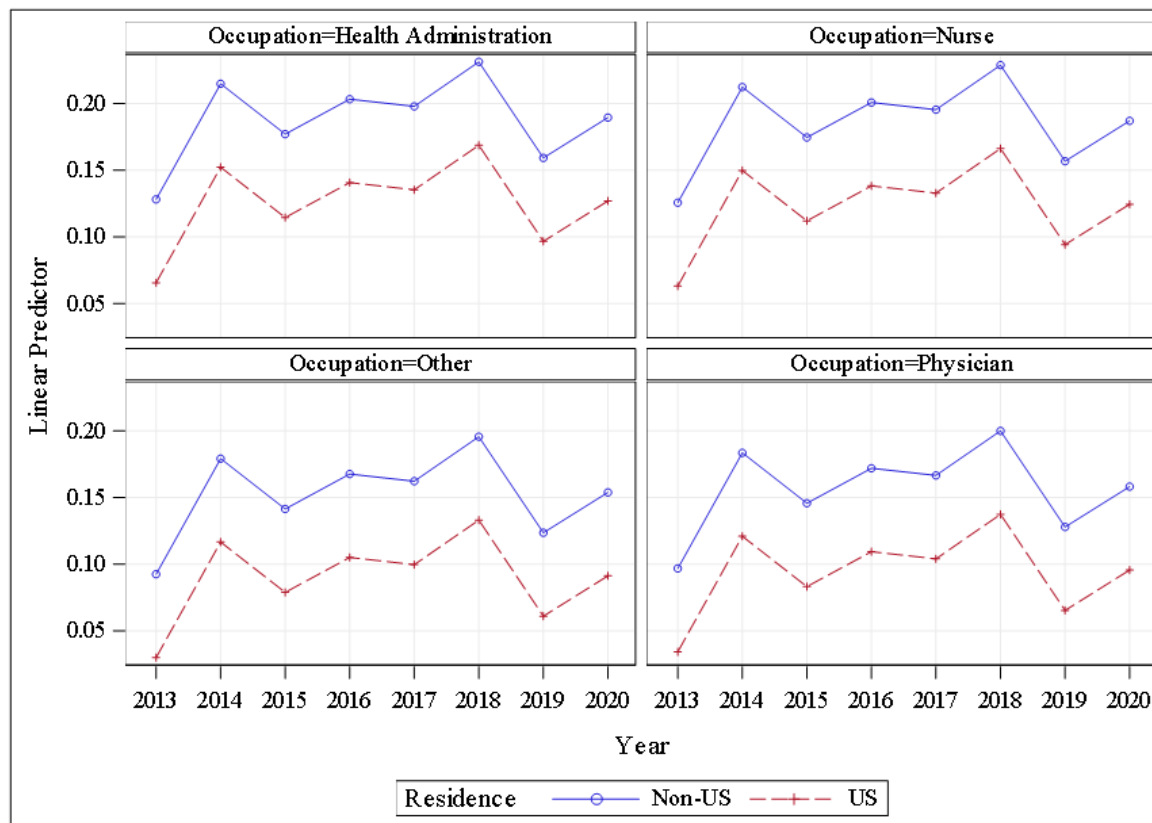 Occupation=Health Administration
Occupation=Nurse
0.20
0.15
0.10
0.05
Linear Predictor
Occupation=Other
Occupation=Physician
0.20
0.15
0.10
0.05
2013 2014 2015 2016 2017 2018 2019 2020
2013 2014 2015 2016 2017 2018 2019 2020
Year
Residence Non-US US